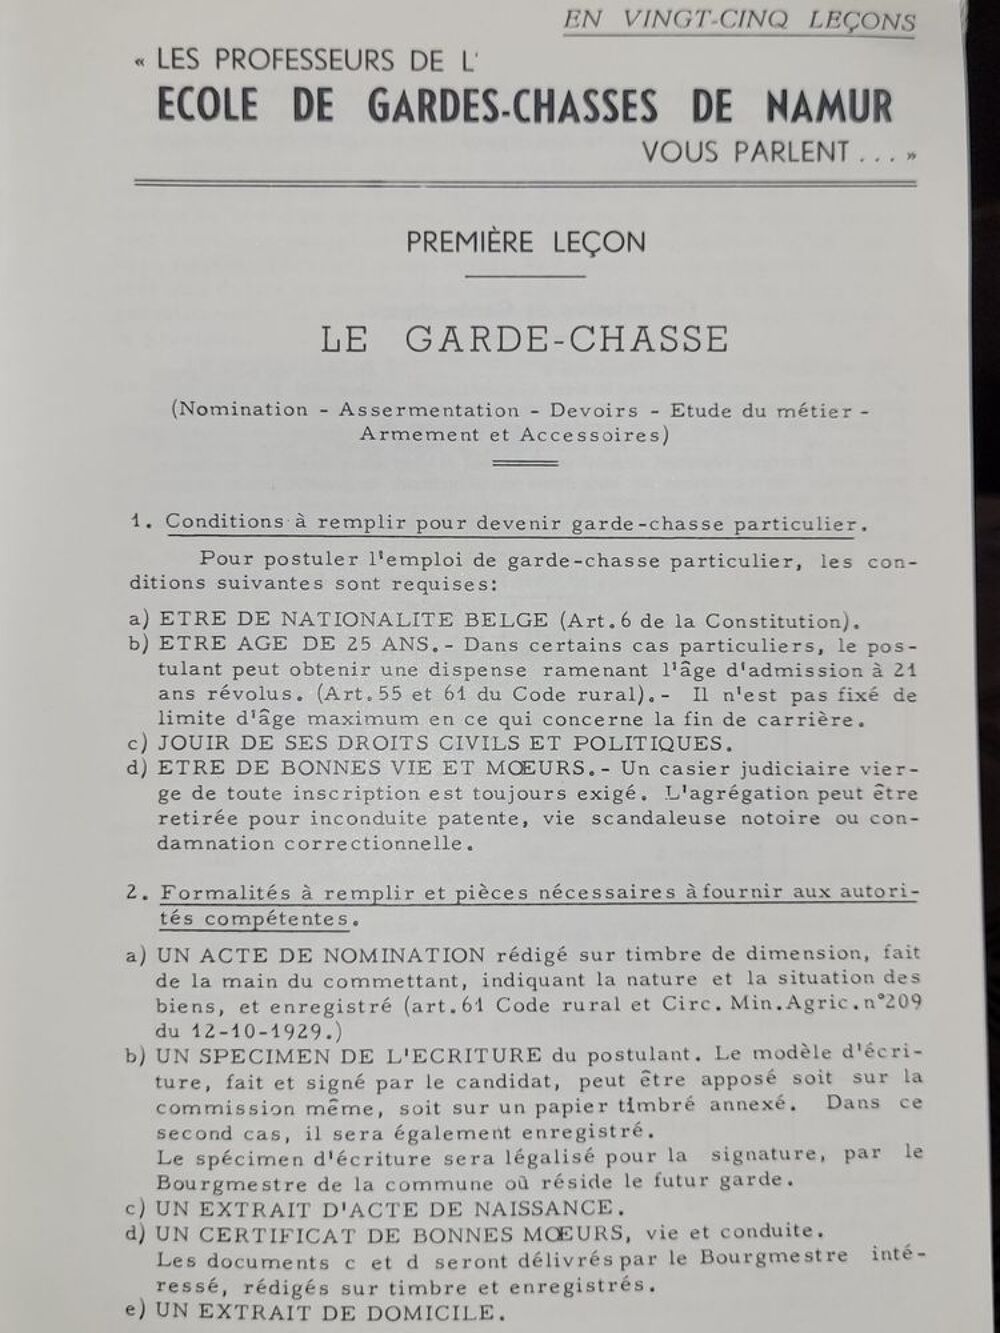 EN VINGT-CINQ LEÇONS
« LES PROFESSEURS DE L'
ECOLE DE GARDES-CHASSES DE NAMUR
VOUS PARLENT ... »
PREMIÈRE LEÇON
LE GARDE-CHASSE
(Nomination - Assermentation - Devoirs - Etude du métier -
Armement et Accessoires)
1. Conditions à remplir pour devenir garde-chasse particulier.
Pour postuler l'emploi de garde-chasse particulier, les con-
ditions suivantes sont requises:
a) ETRE DE NATIONALITE BELGE (Art.6 de la Constitution).
b) ETRE AGE DE 25 ANS.- Dans certains cas particuliers, le pos-
tulant peut obtenir une dispense ramenant l'âge d'admission à 21
ans révolus. (Art.55 et 61 du Code rural).- Il n'est pas fixé de
limite d'âge maximum en ce qui concerne la fin de carrière.
c) JOUIR DE SES DROITS CIVILS ET POLITIQUES.
d) ETRE DE BONNES VIE ET MŒURS.- Un casier judiciaire vier-
ge de toute inscription est toujours exigé. L'agrégation peut être
retirée pour inconduite patente, vie scandaleuse notoire ou con-
damnation correctionnelle.
2. Formalités à remplir et pièces nécessaires à fournir aux autori-
tés compétentes.
a) UN ACTE DE NOMINATION rédigé sur timbre de dimension, fait
de la main du commettant, indiquant la nature et la situation des
biens, et enregistré (art.61 Code rural et Circ. Min.Agric.n°209
du 12-10-1929.)
b) UN SPECIMEN DE L'ECRITURE du postulant. Le modèle d'écri-
ture, fait et signé par le candidat, peut être apposé soit sur la
commission même, soit sur un papier timbré annexé. Dans ce
second cas, il sera également enregistré.
Le spécimen d'écriture sera légalisé pour la signature, par le
Bourgmestre de la commune où réside le futur garde.
c) UN EXTRAIT D'ACTE DE NAISSANCE.
d) UN CERTIFICAT DE BONNES MŒURS, vie et conduite.
Les documents c et d seront délivrés par le Bourgmestre inté-
ressé, rédigés sur timbre et enregistrés.
e) UN EXTRAIT DE DOMICILE.